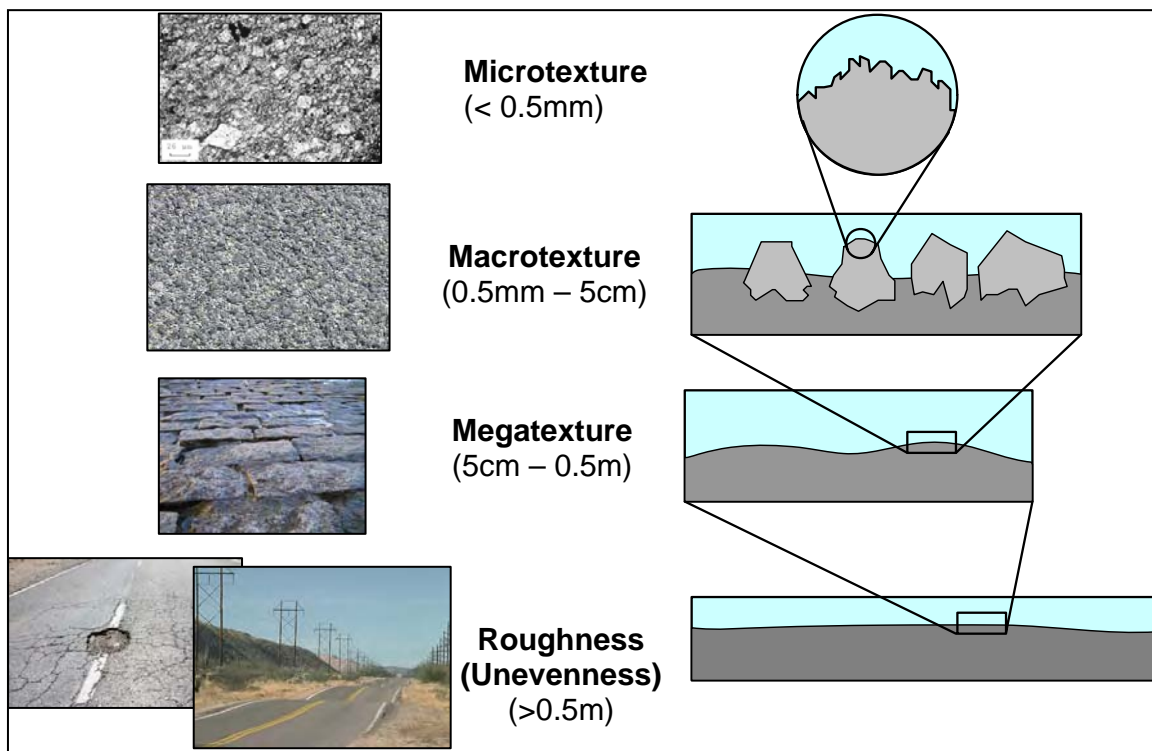 Microtexture
(< 0.5mm)
Macrotexture
(0.5mm – 5cm)
Megatexture
(5cm – 0.5m)
Roughness
(Unevenness)
(>0.5m)